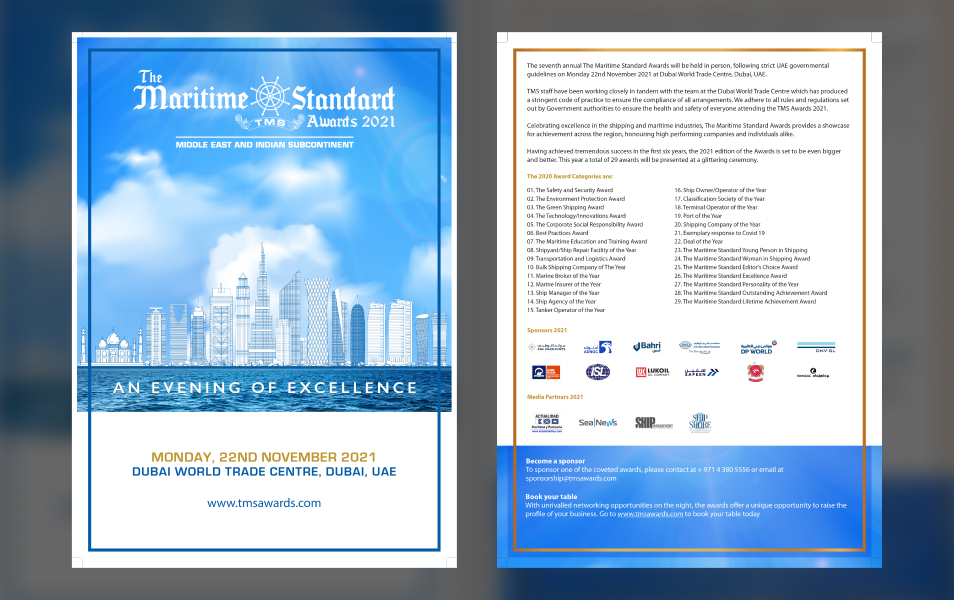 The
Maritime Standard
TMS
Awards 2021
MIDDLE EAST AND INDIAN SUBCONTINENT
AN EVENING OF EXCELLENCE
MONDAY, 22ND NOVEMBER 2021
DUBAI WORLD TRADE CENTRE, DUBAI, UAE
www.tmsawards.com
The seventh annual The Maritime Standard Awards will be held in person, following strict UAE governmental
guidelines on Monday 22nd November 2021 at Dubai World Trade Centre, Dubai, UAE.
TMS staff have been working closely in tandem with the team at the Dubai World Trade Centre which has produced
a stringent code of practice to ensure the compliance of all arrangements. We adhere to all rules and regulations set
out by Government authorities to ensure the health and safety of everyone attending the TMS Awards 2021.
Celebrating excellence in the shipping and maritime industries, The Maritime Standard Awards provides a showcase
for achievement across the region, honouring high performing companies and individuals alike.
Having achieved tremendous success in the first six years, the 2021 edition of the Awards is set to be even bigger
and better. This year a total of 29 awards will be presented at a glittering ceremony.
The 2020 Award Categories are:
01. The Safety and Security Award
02. The Environment Protection Award
03. The Green Shipping Award
04. The Technology/Innovations Award
05. The Corporate Social Responsibility Award
06. Best Practices Award
07. The Maritime Education and Training Award
08. Shipyard/Ship Repair Facility of the Year
09. Transportation and Logistics Award
10. Bulk Shipping Company of The Year
11. Marine Broker of the Year
12. Marine Insurer of the Year
13. Ship Manager of the Year
14. Ship Agency of the Year
15. Tanker Operator of the Year
16. Ship Owner/Operator of the Year
17. Classification Society of the Year
18. Terminal Operator of the Year
19. Port of the Year
20. Shipping Company of the Year
21. Exemplary response to Covid 19
22. Deal of the Year
23. The Maritime Standard Young Person in Shipping
24. The Maritime Standard Woman in Shipping Award
25. The Maritime Standard Editor's Choice Award
26. The Maritime Standard Excellence Award
27. The Maritime Standard Personality of the Year
28. The Maritime Standard Outstanding Achievement Award
29. The Maritime Standard Lifetime Achievement Award
Sponsors 2021
ADNOC
Bahri
DP WORLD
DNV·GL
ISL
LUKOIL
SAFEEN
Media Partners 2021
ACTUALIDAD
Sea News
SHIP
MANAGEMENT
SHIP
SHORE
Become a sponsor
To sponsor one of the coveted awards, please contact at + 971 4 380 5556 or email at
sponsorship@tmsawards.com
Book your table
With unrivalled networking opportunities on the night, the awards offer a unique opportunity to raise the
profile of your business. Go to www.tmsawards.com to book your table today